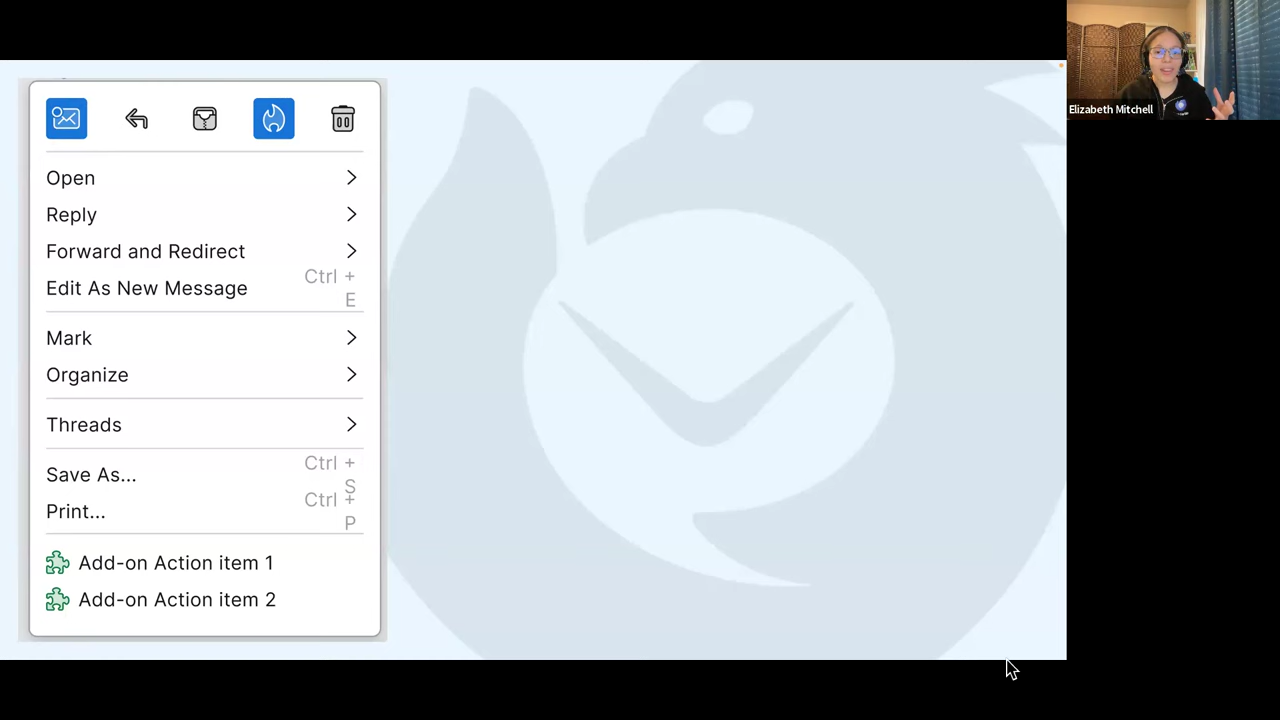 Elizabeth Mitchell
Open
Reply
Forward and Redirect
Edit As New Message Ctrl + E
Mark
Organize
Threads
Save As... Ctrl + S
Print... Ctrl + P
Add-on Action item 1
Add-on Action item 2